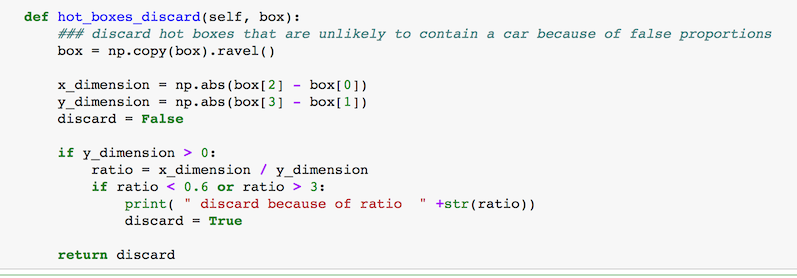 def hot_boxes_discard(self, box):
    ### discard hot boxes that are unlikely to contain a car because of false proportions
    box = np.copy(box).ravel()

    x_dimension = np.abs(box[2] - box[0])
    y_dimension = np.abs(box[3] - box[1])
    discard = False

    if y_dimension > 0:
        ratio = x_dimension / y_dimension
        if ratio < 0.6 or ratio > 3:
            print( " discard because of ratio  " +str(ratio))
            discard = True

    return discard